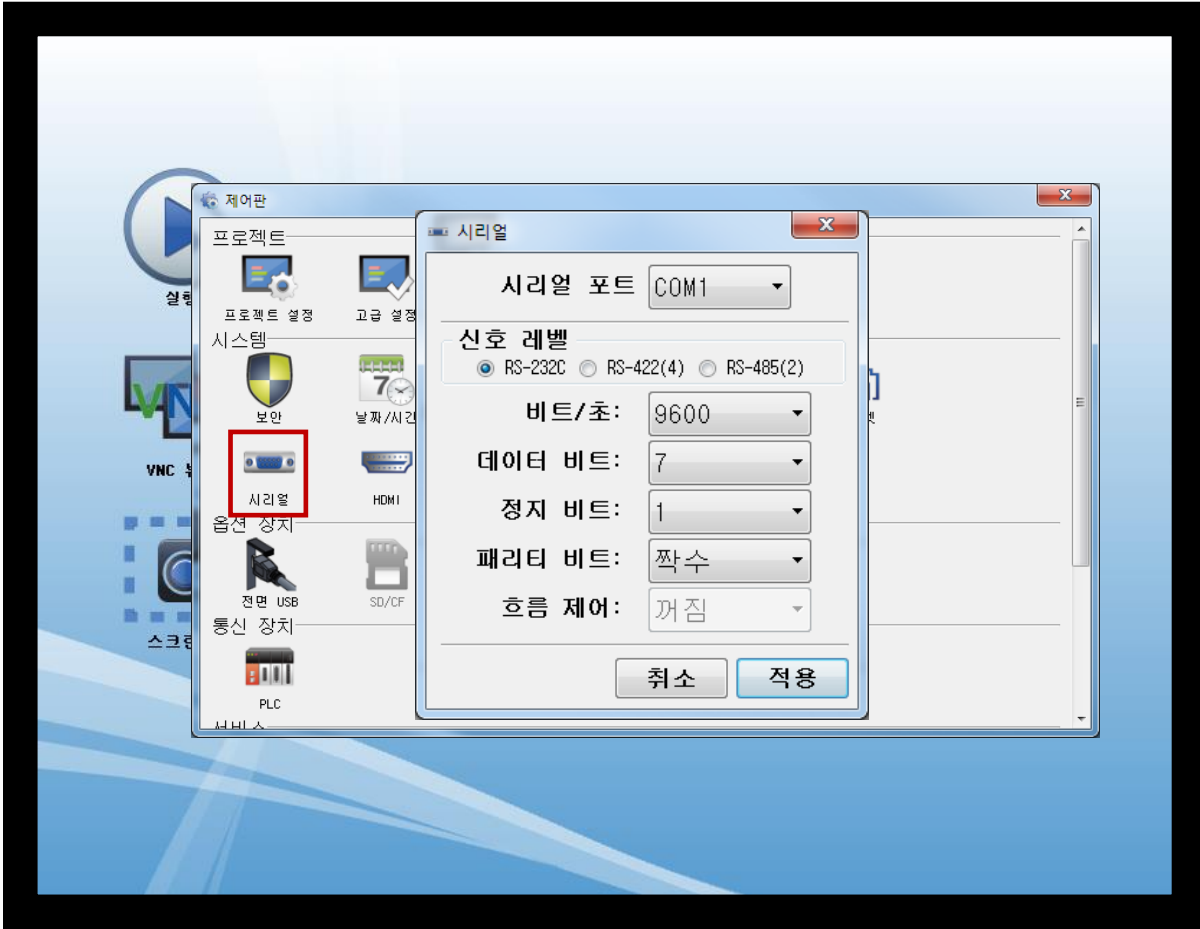 제어판
프로젝트
프로젝트 설정
고급 설정
시스템
보안
날짜/시간
VNC
시리얼
HDMI
옵션 장치
전면 USB
SD/CF
통신 장치
PLC
서비스
시리얼
시리얼 포트 COM1
신호 레벨
RS-232C RS-422(4) RS-485(2)
비트/초: 9600
데이터 비트: 7
정지 비트: 1
패리티 비트: 짝수
흐름 제어: 꺼짐
취소 적용